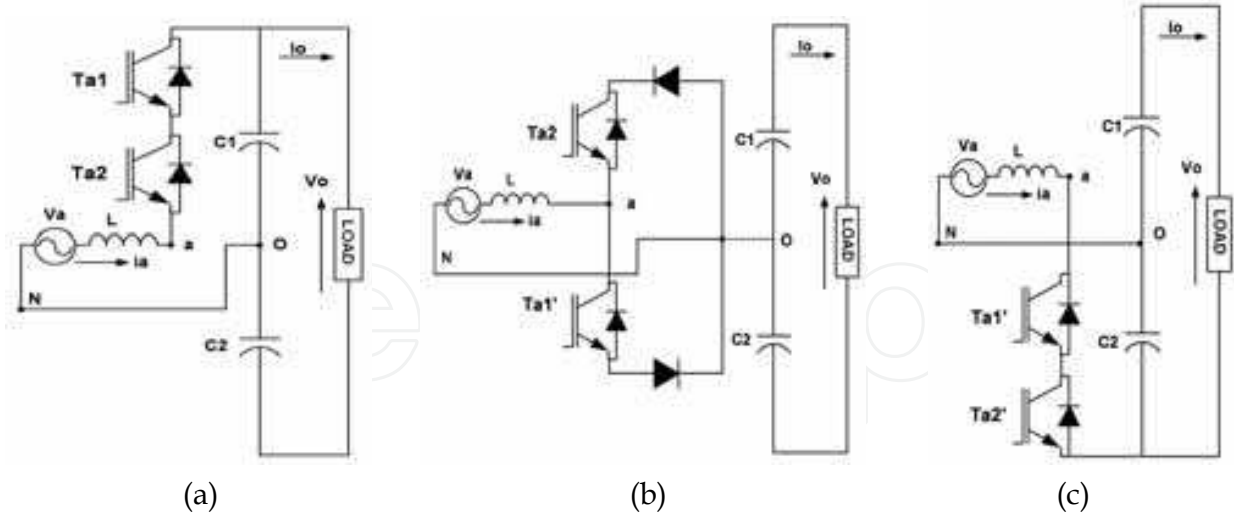 Io
Ta1
C1
Ta2
Vo
LOAD
Va
L
a
O
Ia
N
C2
(a)
Io
Ta2
C1
Vo
Va
L
a
LOAD
Ia
O
N
Ta1'
C2
(b)
Io
C1
Va
L
Vo
a
LOAD
Ia
N
O
Ta1'
C2
Ta2'
(c)